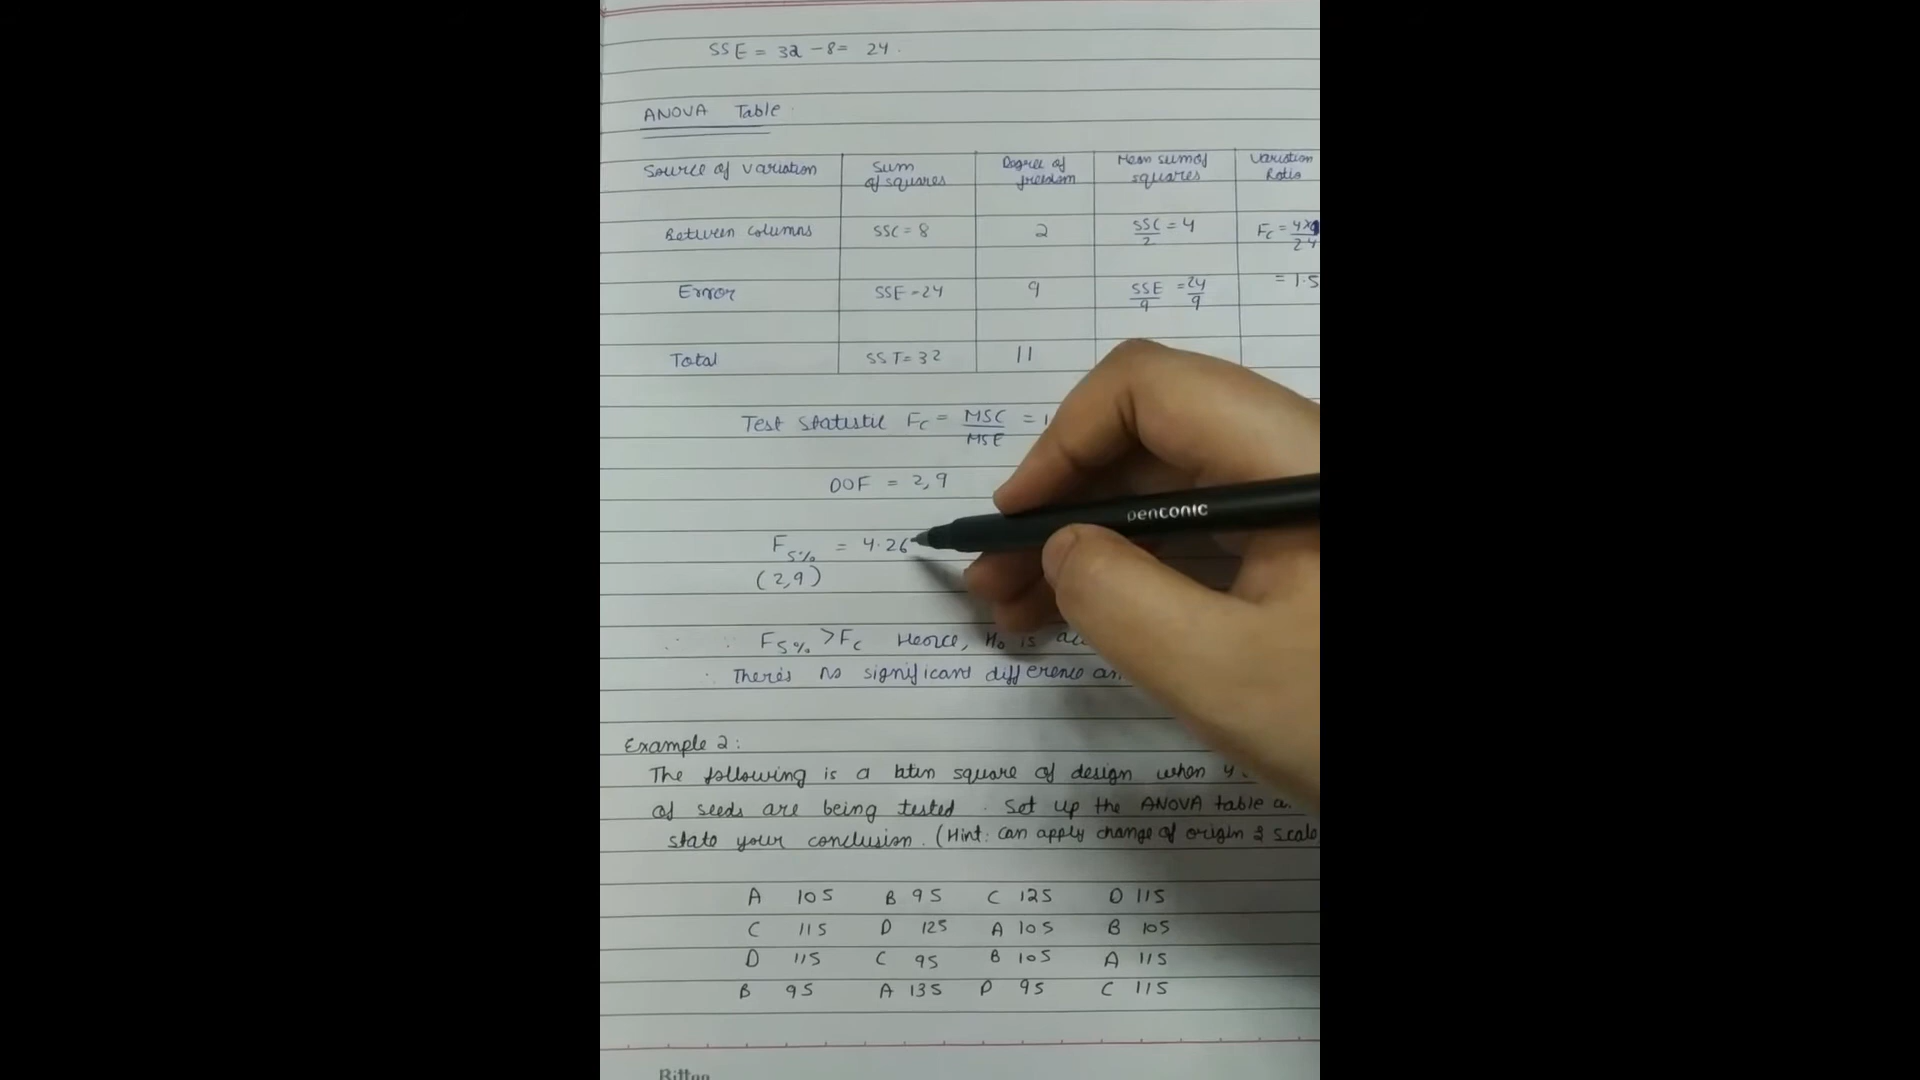 SSE = 32 - 8 = 24.
ANOVA Table
Source of variation Sum of squares Degree of freedom Mean sum of squares Variation Ratio
Between columns SSC = 8 2 SSC/2 = 4 Fc = 4×9/24
= 1.5
Error SSE = 24 9 SSE/9 = 24/9
Total SST = 32 11
Test statistic Fc = MSC/MSE = 1
DOF = 2, 9
F5% = 4.26
(2,9)
∵ F5% > Fc Hence, H0 is
∴ There's no significant difference
Example 2:
The following is a latin square of design when 4
of seeds are being tested. Set up the ANOVA table
state your conclusion. (Hint: can apply change of origin & scale
A 105 B 95 C 125 D 115
C 115 D 125 A 105 B 105
D 115 C 95 B 105 A 115
B 95 A 135 D 95 C 115
penconic